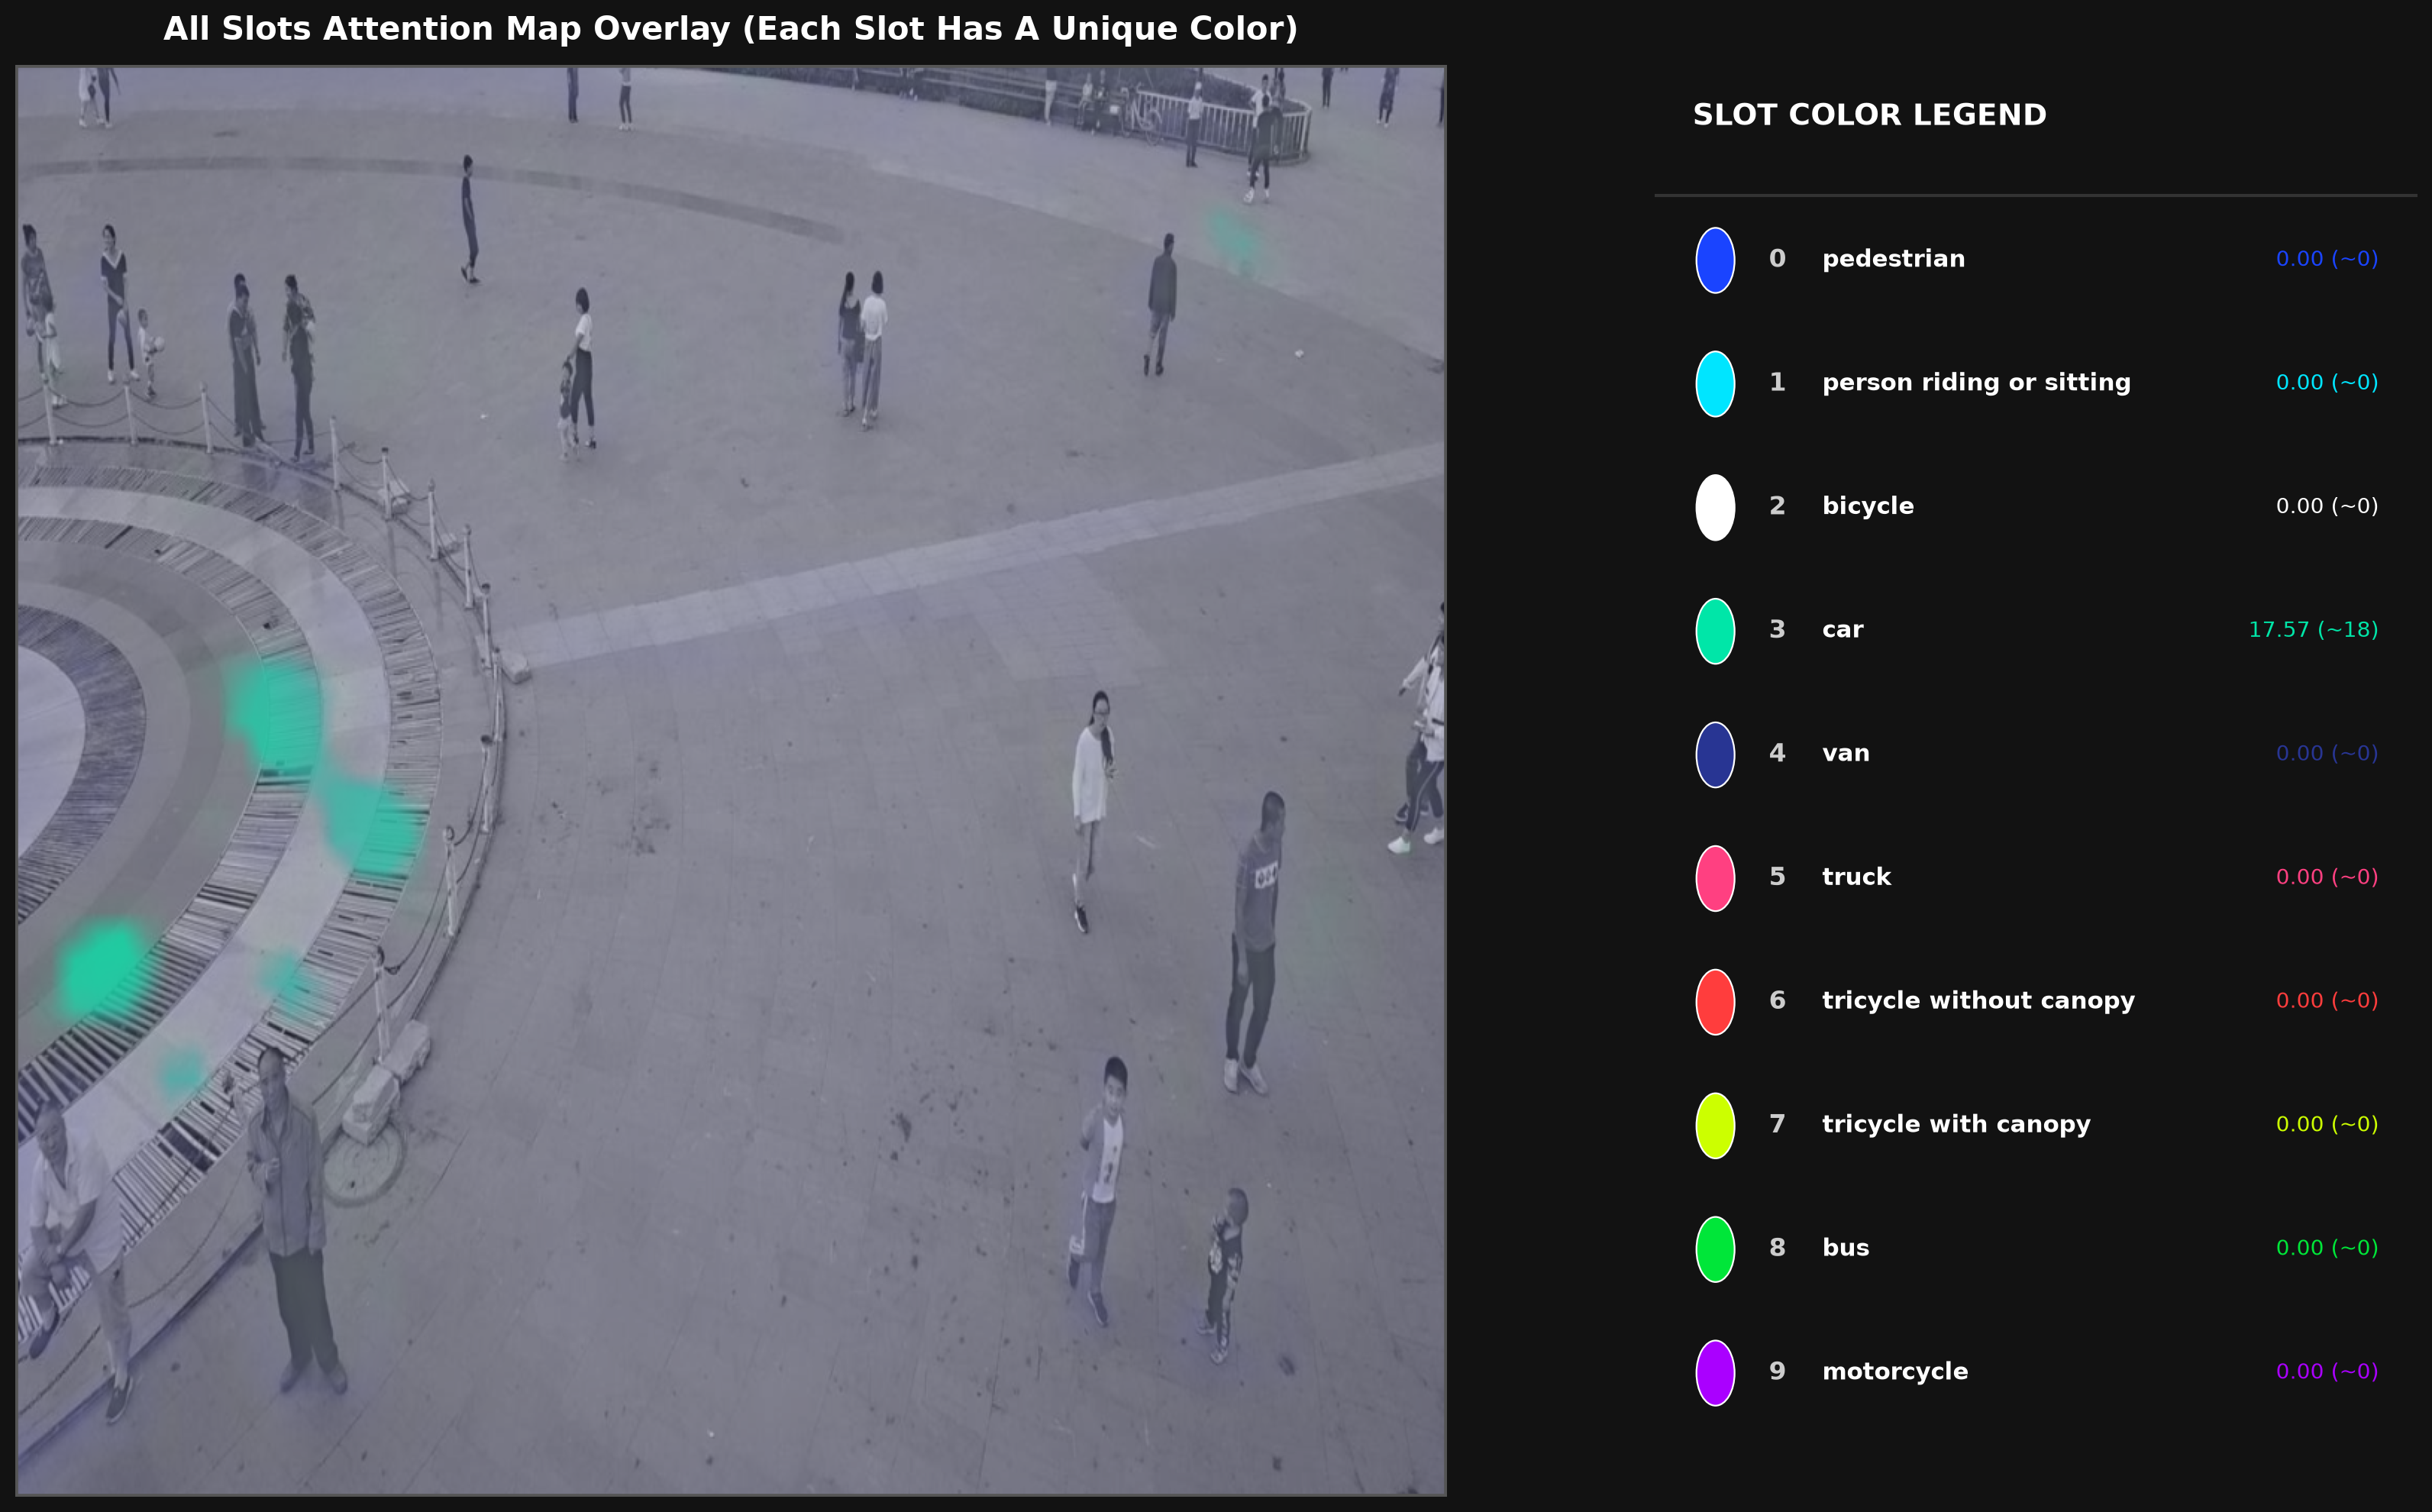 All Slots Attention Map Overlay (Each Slot Has A Unique Color)
SLOT COLOR LEGEND
0 pedestrian 0.00 (~0)
1 person riding or sitting 0.00 (~0)
2 bicycle 0.00 (~0)
3 car 17.57 (~18)
4 van 0.00 (~0)
5 truck 0.00 (~0)
6 tricycle without canopy 0.00 (~0)
7 tricycle with canopy 0.00 (~0)
8 bus 0.00 (~0)
9 motorcycle 0.00 (~0)